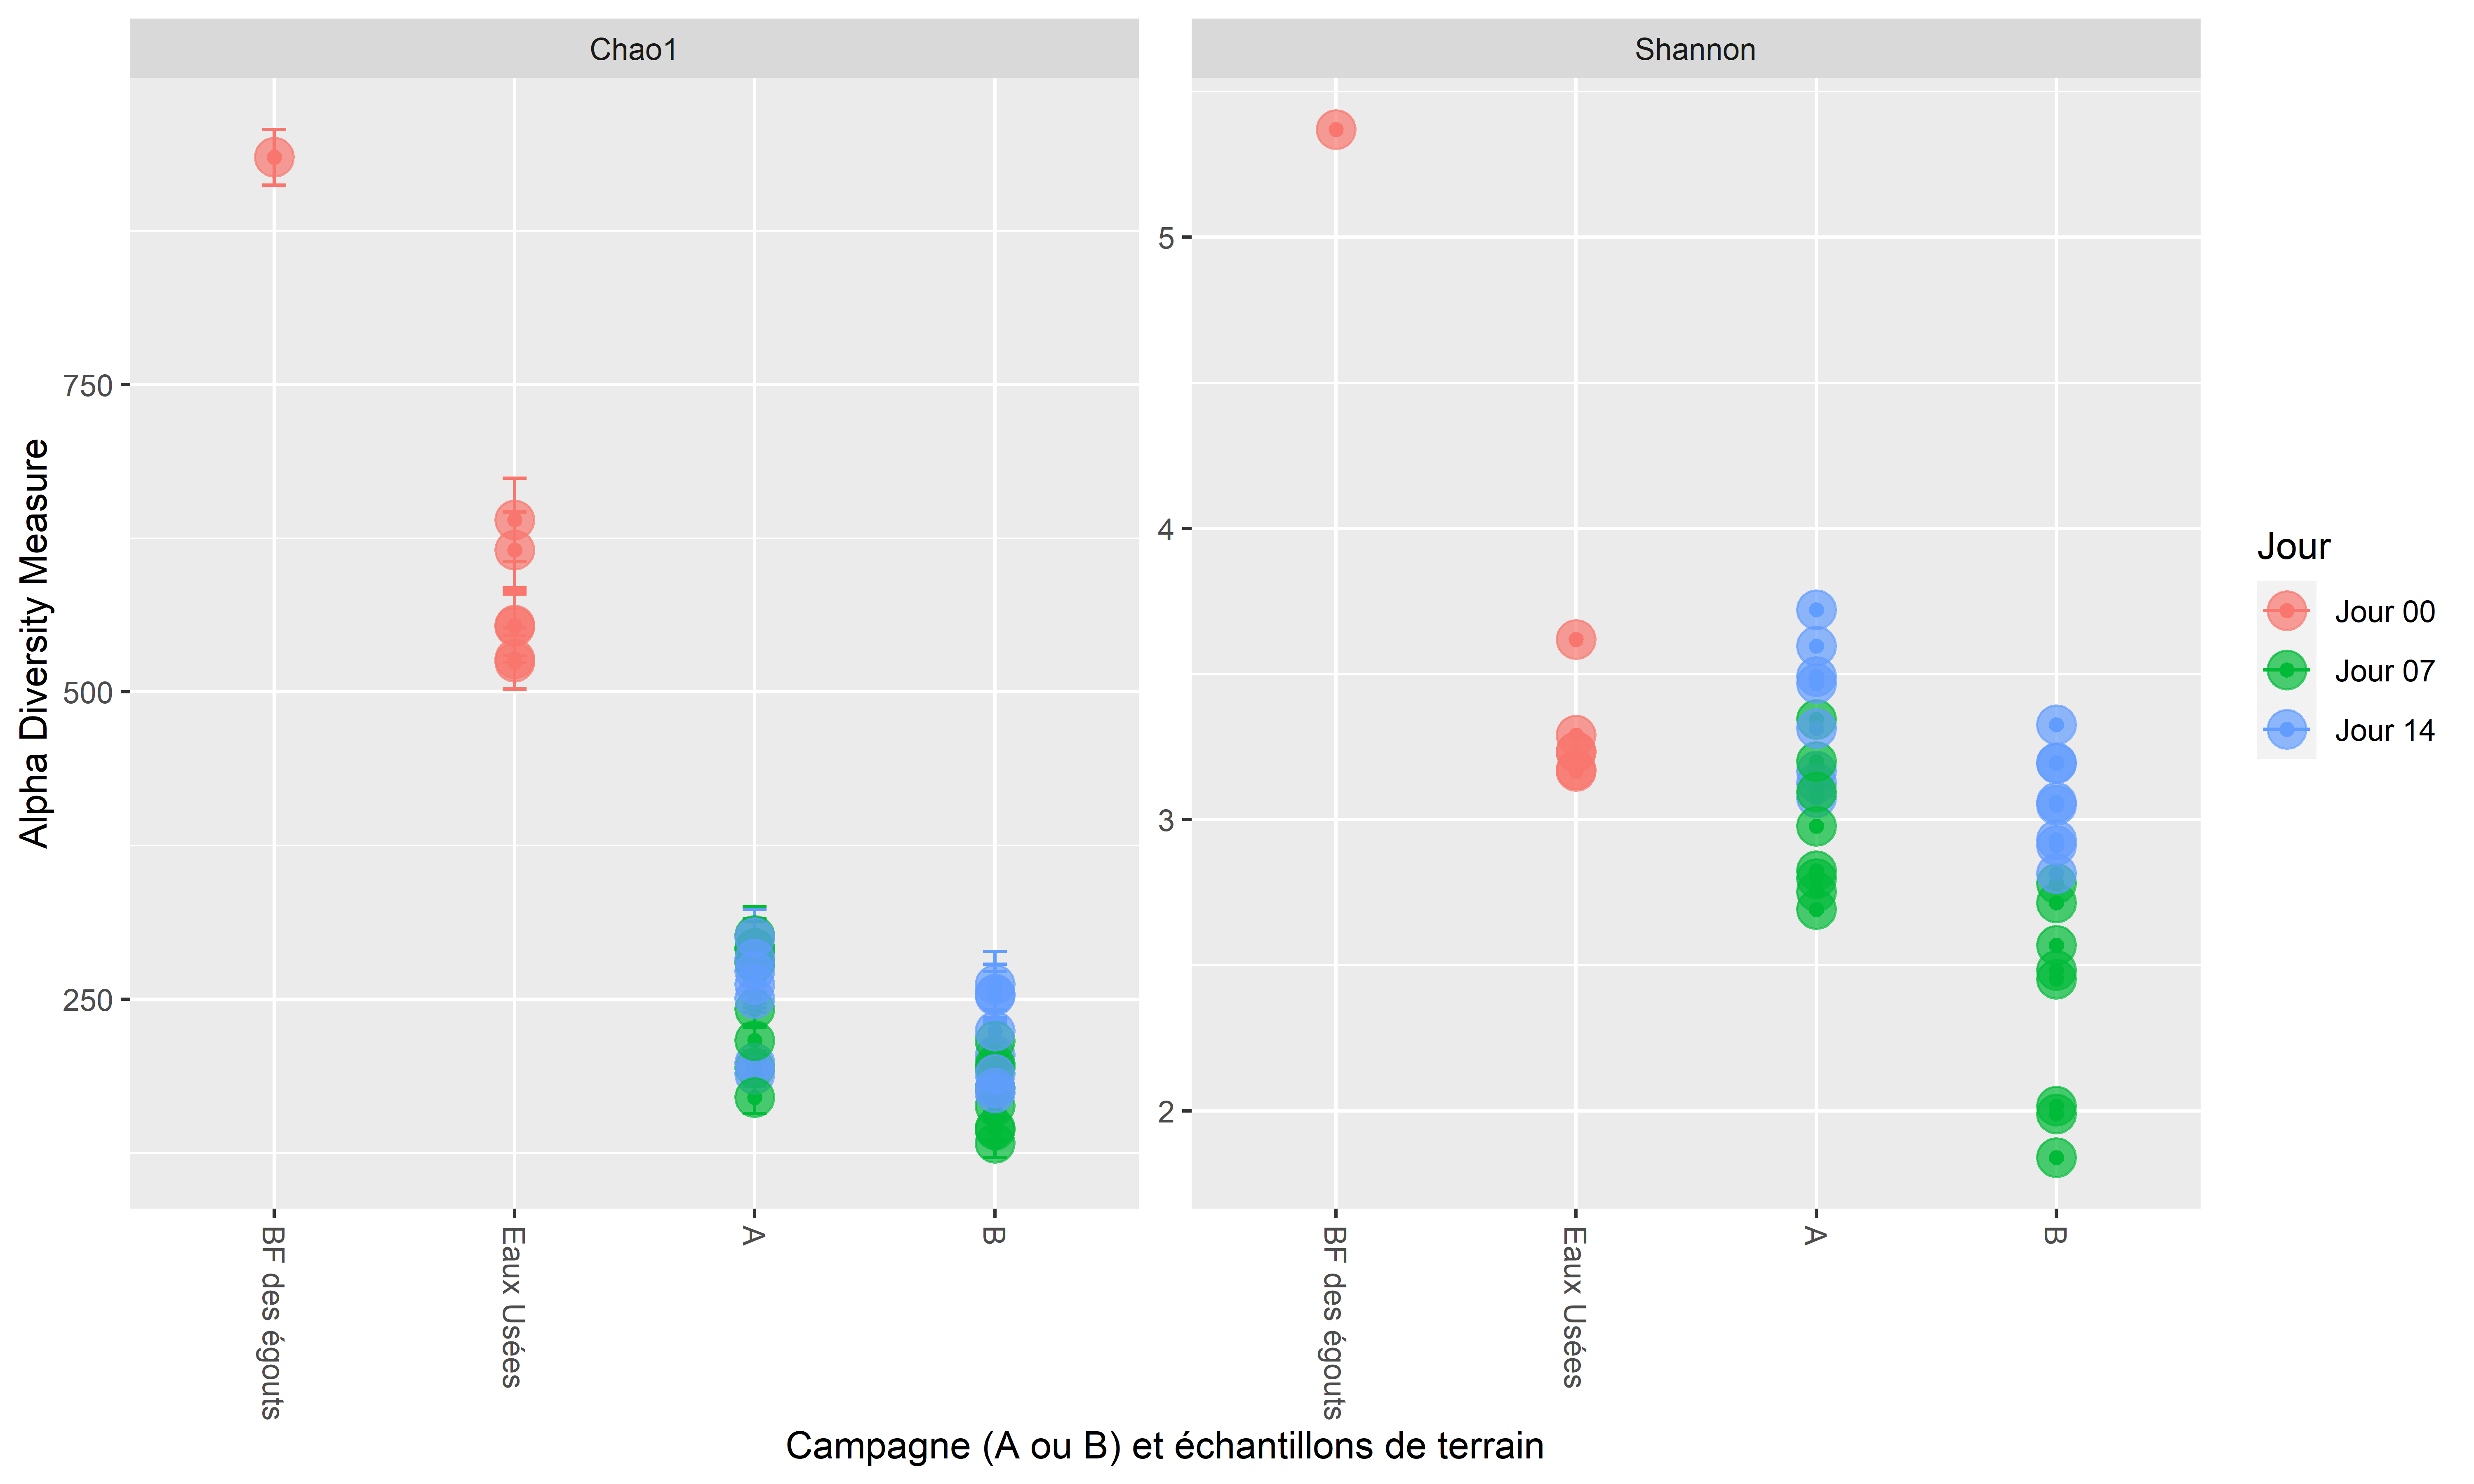 Chao1
Shannon
Alpha Diversity Measure
750
500
250
5
4
3
2
BF des égouts
Eaux Usées
A
B
BF des égouts
Eaux Usées
A
B
Campagne (A ou B) et échantillons de terrain
Jour
Jour 00
Jour 07
Jour 14